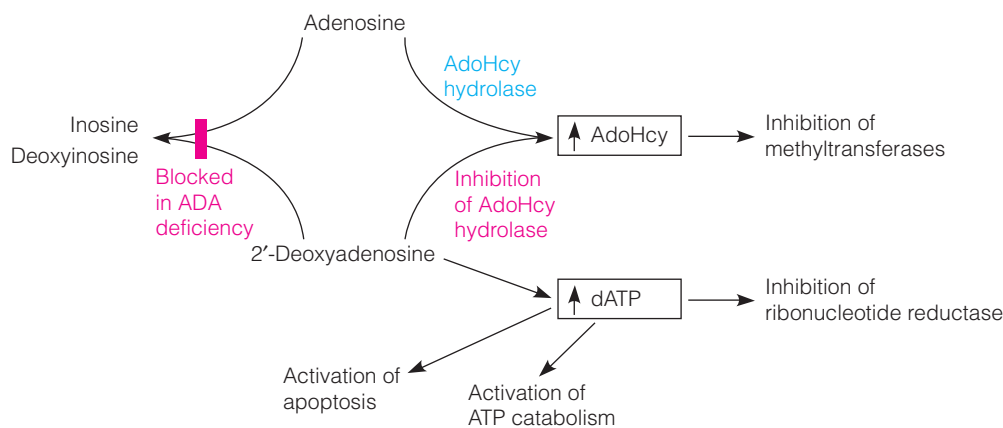 Adenosine
AdoHcy
hydrolase
Inosine
Deoxyinosine
AdoHcy
Inhibition of
methyltransferases
Blocked
in ADA
deficiency
Inhibition
of AdoHcy
hydrolase
2′-Deoxyadenosine
dATP
Inhibition of
ribonucleotide reductase
Activation of
apoptosis
Activation of
ATP catabolism